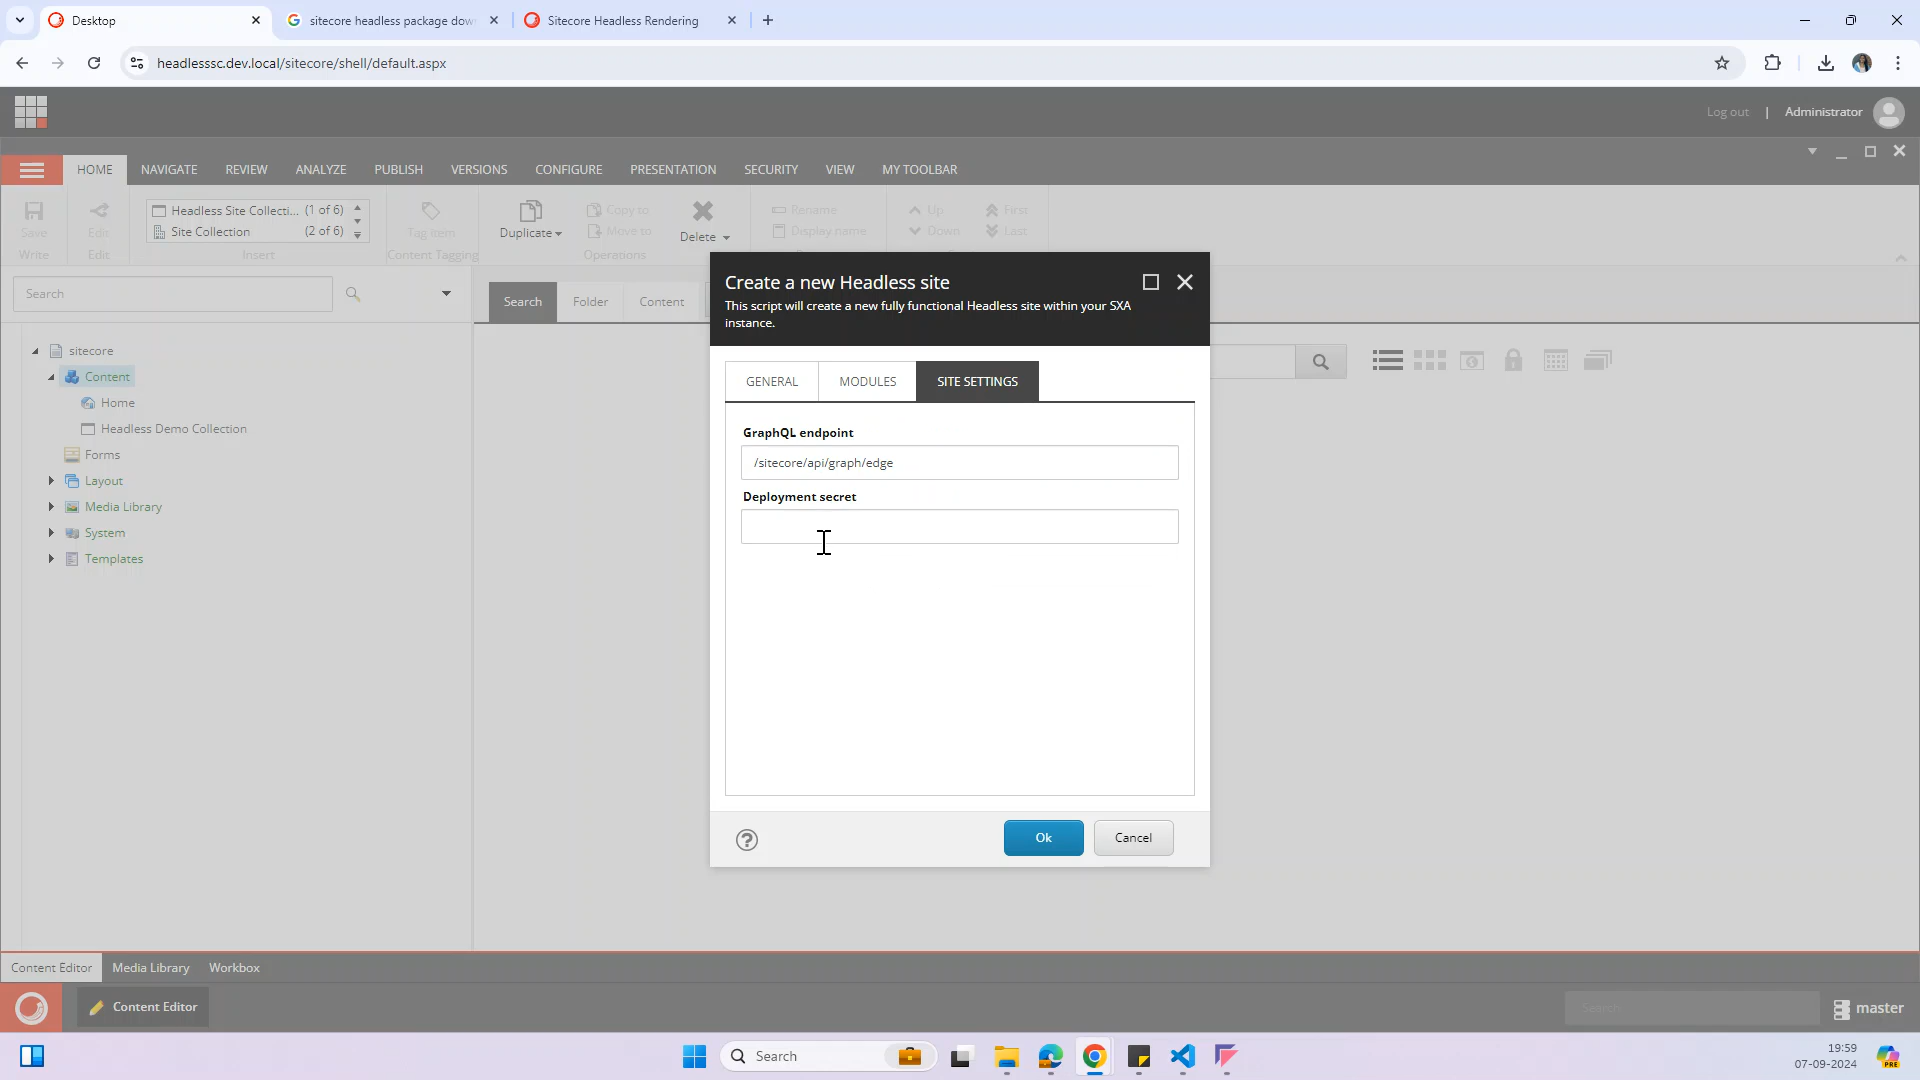 Desktop
sitecore headless package dow
Sitecore Headless Rendering
headlesssc.dev.local/sitecore/shell/default.aspx
Log out | Administrator
HOME NAVIGATE REVIEW ANALYZE PUBLISH VERSIONS CONFIGURE PRESENTATION SECURITY VIEW MY TOOLBAR
Headless Site Collecti... (1 of 6)
Site Collection (2 of 6)
Save
Edit
Tag item
Duplicate
Copy to
Move to
Delete
Rename
Display name
Up
Down
First
Last
Write
Edit
Insert
Content Tagging
Operations
Search
Search
Folder
Content
sitecore
Content
Home
Headless Demo Collection
Forms
Layout
Media Library
System
Templates
Create a new Headless site
This script will create a new fully functional Headless site within your SXA
instance.
GENERAL
MODULES
SITE SETTINGS
GraphQL endpoint
/sitecore/api/graph/edge
Deployment secret
?
Ok
Cancel
Content Editor
Media Library
Workbox
Content Editor
Search
master
Search
19:59
07-09-2024
PRE